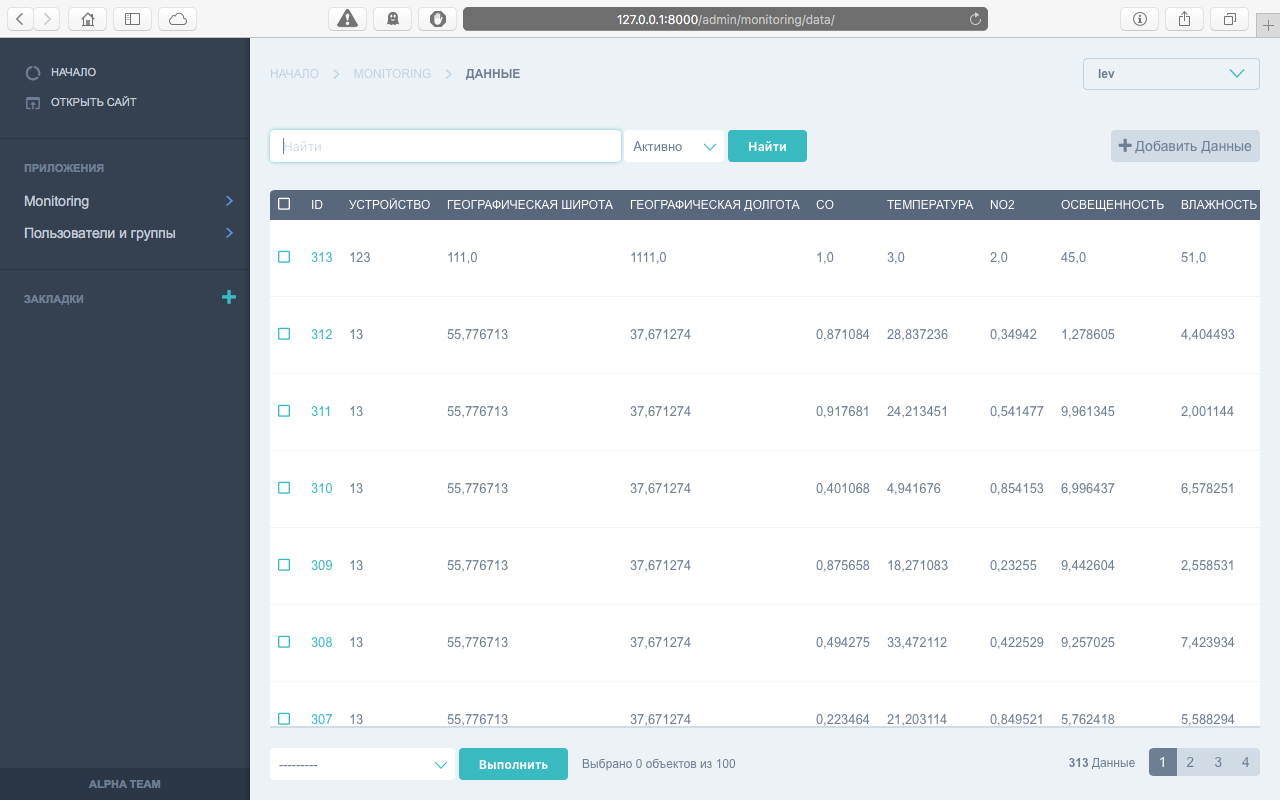 127.0.0.1:8000/admin/monitoring/data/
НАЧАЛО
ОТКРЫТЬ САЙТ
ПРИЛОЖЕНИЯ
Monitoring
Пользователи и группы
ЗАКЛАДКИ
ALPHA TEAM
НАЧАЛО > MONITORING > ДАННЫЕ
lev
Найти Активно Найти
Добавить Данные
ID УСТРОЙСТВО ГЕОГРАФИЧЕСКАЯ ШИРОТА ГЕОГРАФИЧЕСКАЯ ДОЛГОТА CO ТЕМПЕРАТУРА NO2 ОСВЕЩЕННОСТЬ ВЛАЖНОСТЬ
313 123 111,0 1111,0 1,0 3,0 2,0 45,0 51,0
312 13 55,776713 37,671274 0,871084 28,837236 0,34942 1,278605 4,404493
311 13 55,776713 37,671274 0,917681 24,213451 0,541477 9,961345 2,001144
310 13 55,776713 37,671274 0,401068 4,941676 0,854153 6,996437 6,578251
309 13 55,776713 37,671274 0,875658 18,271083 0,23255 9,442604 2,558531
308 13 55,776713 37,671274 0,494275 33,472112 0,422529 9,257025 7,423934
307 13 55,776713 37,671274 0,223464 21,203114 0,849521 5,762418 5,588294
--------- Выполнить Выбрано 0 объектов из 100
313 Данные 1 2 3 4